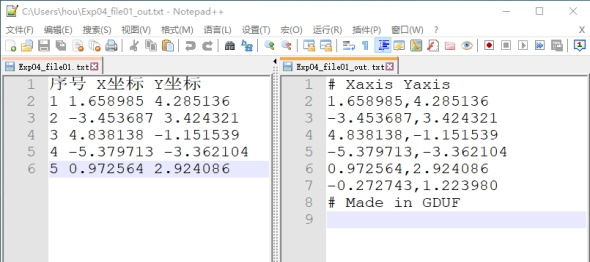 C:\Users\hou\Exp04_file01_out.txt - Notepad++
文件(F) 编辑(E) 搜索(S) 视图(V) 格式(M) 语言(L) 设置(T) 宏(O) 运行(R) 插件(P) 窗口(W) ?
Exp04_file01.txt
1 序号 X坐标 Y坐标
2 1 1.658985 4.285136
3 2 -3.453687 3.424321
4 3 4.838138 -1.151539
5 4 -5.379713 -3.362104
6 5 0.972564 2.924086
Exp04_file01_out.txt
1 # Xaxis Yaxis
2 1.658985,4.285136
3 -3.453687,3.424321
4 4.838138,-1.151539
5 -5.379713,-3.362104
6 0.972564,2.924086
7 -0.272743,1.223980
8 # Made in GDUF
9